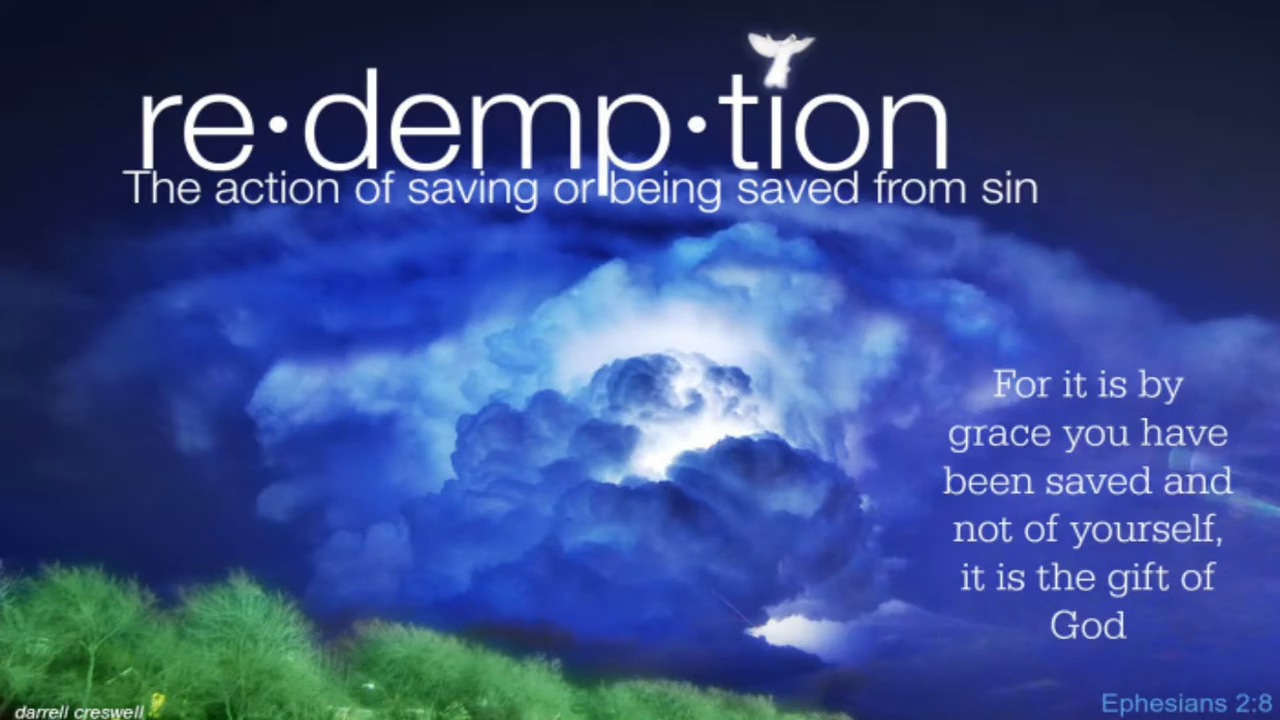 re·demp·tion
The action of saving or being saved from sin
For it is by
grace you have
been saved and
not of yourself,
it is the gift of
God
Ephesians 2:8
darrell creswell